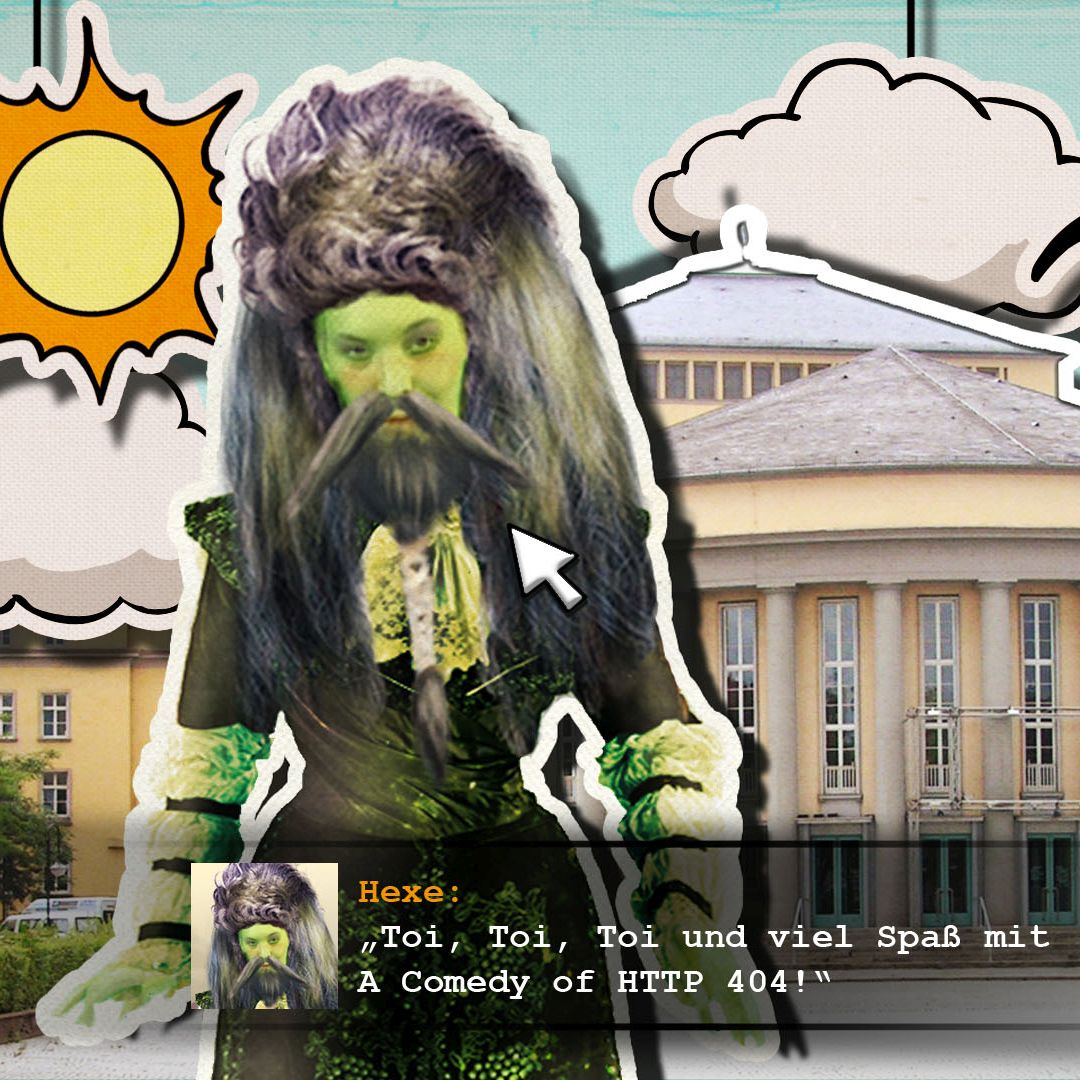 Hexe:
„Toi, Toi, Toi und viel Spaß mit
A Comedy of HTTP 404!“